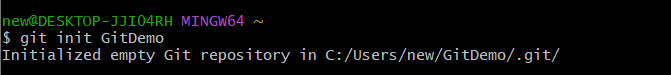 new@DESKTOP-JJIO4RH MINGW64 ~
$ git init GitDemo
Initialized empty Git repository in C:/Users/new/GitDemo/.git/